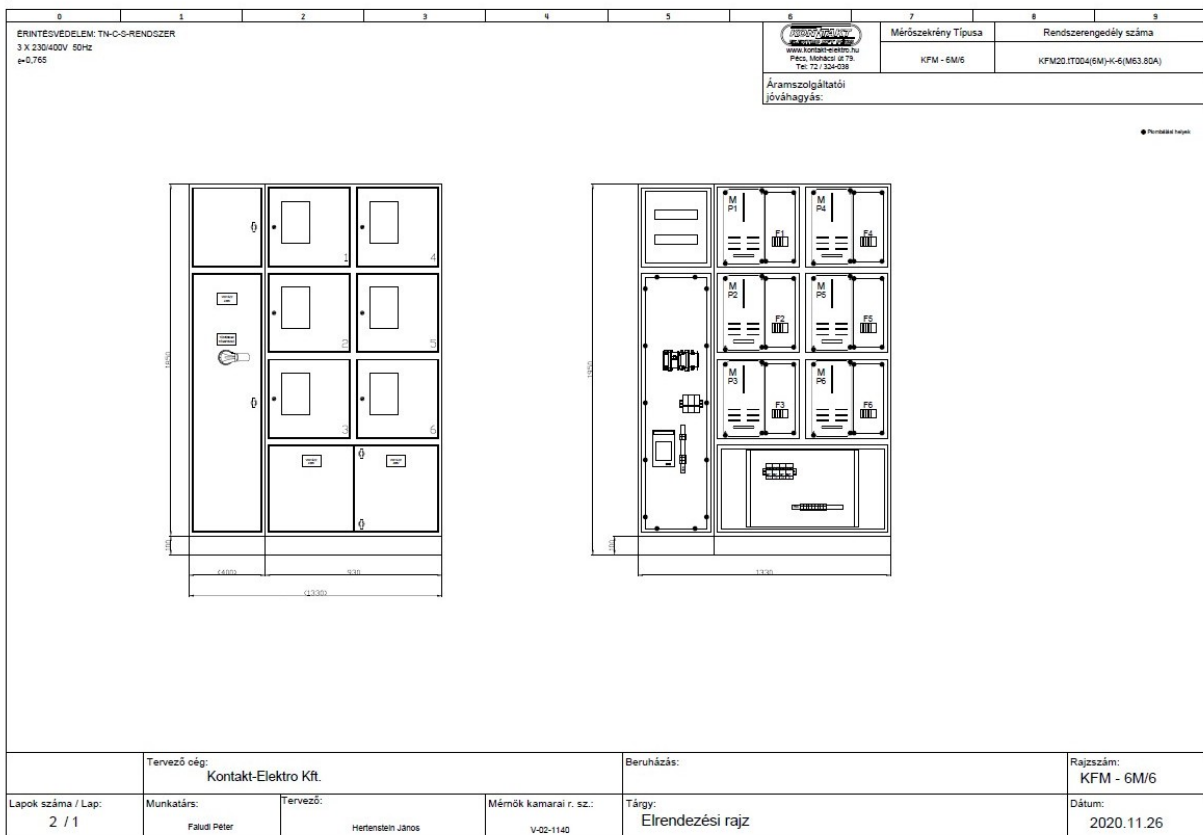 0 1 2 3 4 5 6 7 8 9
ÉRINTÉSVÉDELEM: TN-C-S-RENDSZER
3 X 230/400V 50Hz
e=0,765
KONTAKT
www.kontakt-elektro.hu
Pécs, Mohácsi út 79.
Tel: 72 / 324-038
Mérőszekrény Típusa
KFM - 6M/6
Rendszerengedély száma
KFM20.IT004(6M)-K-6(M63.80A)
Áramszolgáltatói
jóváhagyás:
Plombálási helyek
1
4
2
5
3
6
1850
100
(400)
930
(1330)
M
P1
F1
M
P4
F4
M
P2
F2
M
P5
F5
M
P3
F3
M
P6
F6
1950
100
1330
Tervező cég:
Kontakt-Elektro Kft.
Beruházás:
Rajzszám:
KFM - 6M/6
Lapok száma / Lap:
2 / 1
Munkatárs:
Faludi Péter
Tervező:
Hertenstein János
Mérnök kamarai r. sz.:
V-02-1140
Tárgy:
Elrendezési rajz
Dátum:
2020.11.26